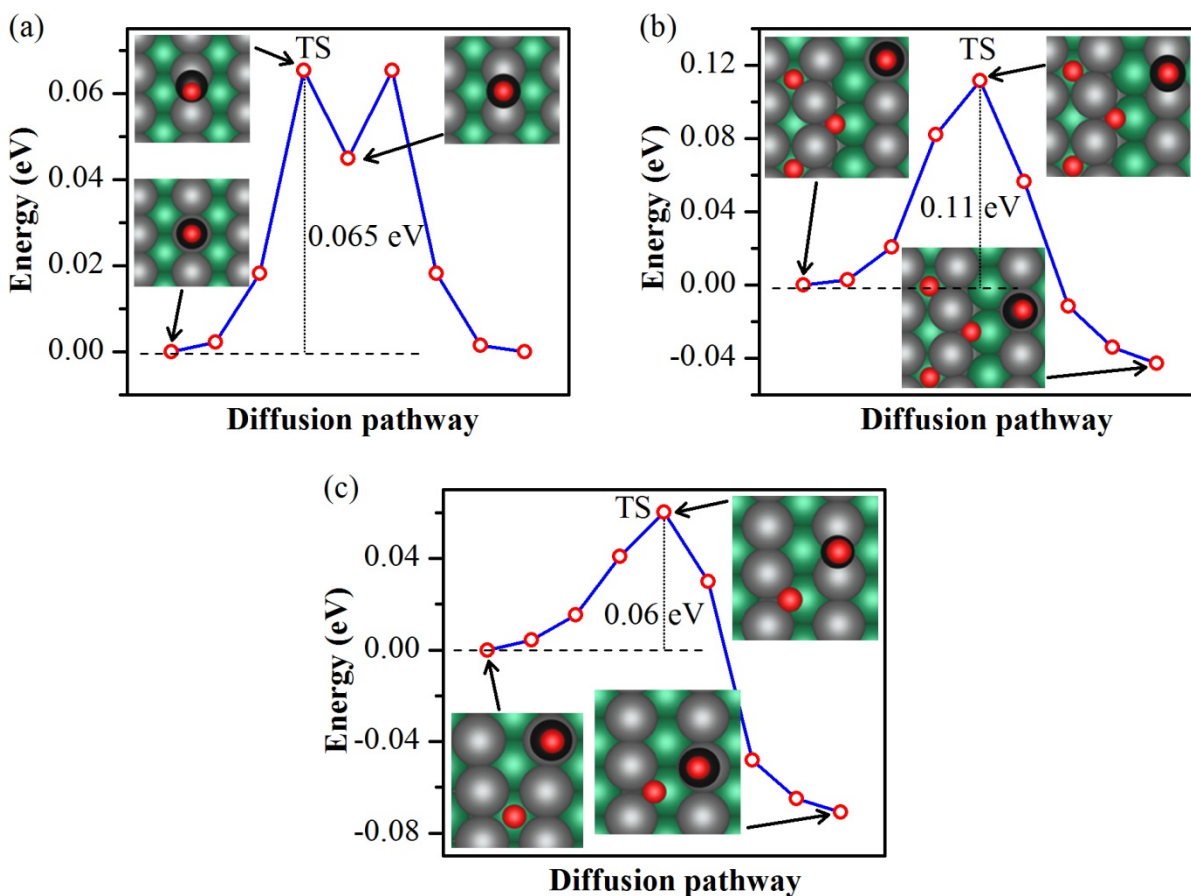 (a)
TS
0.06
0.04
0.02
0.00
Energy (eV)
0.065 eV
Diffusion pathway
(b)
TS
0.12
0.08
0.04
0.00
-0.04
Energy (eV)
0.11 eV
Diffusion pathway
(c)
TS
0.04
0.00
-0.04
-0.08
Energy (eV)
0.06 eV
Diffusion pathway